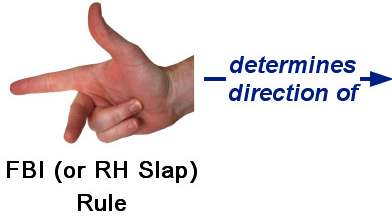 determines
direction of
FBI (or RH Slap)
Rule